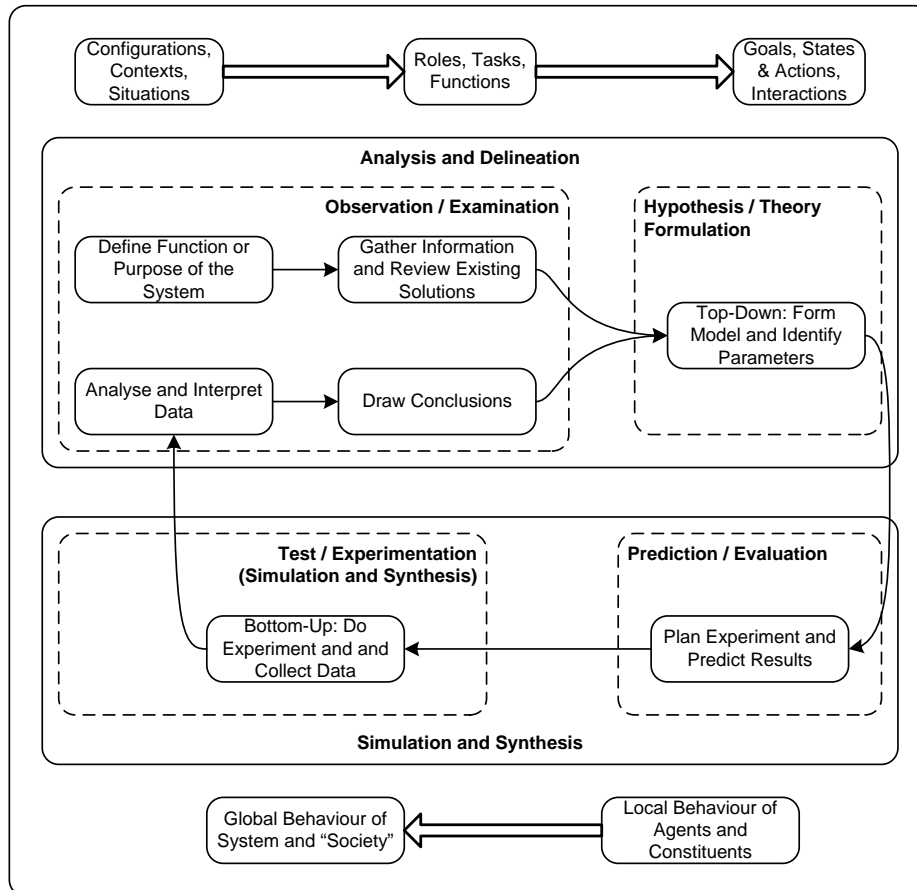 Configurations,
Contexts,
Situations
Roles, Tasks,
Functions
Goals, States
& Actions,
Interactions
Analysis and Delineation
Observation / Examination
Hypothesis / Theory
Formulation
Define Function or
Purpose of the
System
Gather Information
and Review Existing
Solutions
Top-Down: Form
Model and Identify
Parameters
Analyse and Interpret
Data
Draw Conclusions
Test / Experimentation
(Simulation and Synthesis)
Prediction / Evaluation
Bottom-Up: Do
Experiment and and
Collect Data
Plan Experiment and
Predict Results
Simulation and Synthesis
Global Behaviour of
System and “Society”
Local Behaviour of
Agents and
Constituents